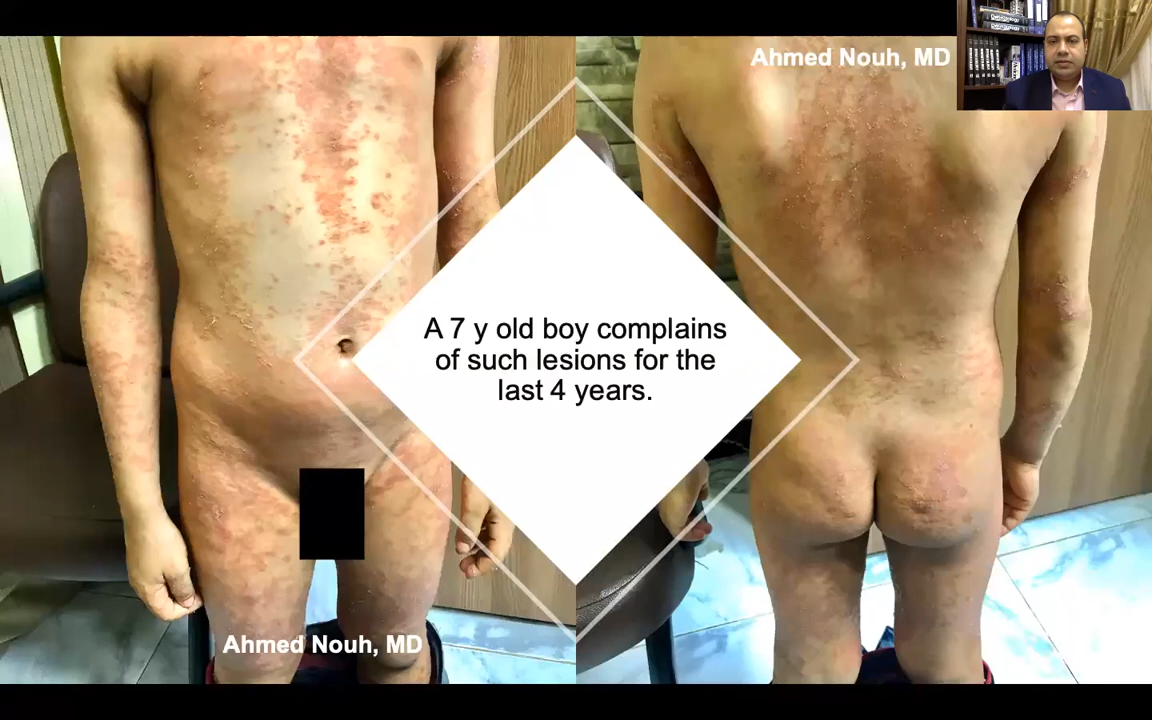 Ahmed Nouh, MD
A 7 y old boy complains
of such lesions for the
last 4 years.
Ahmed Nouh, MD